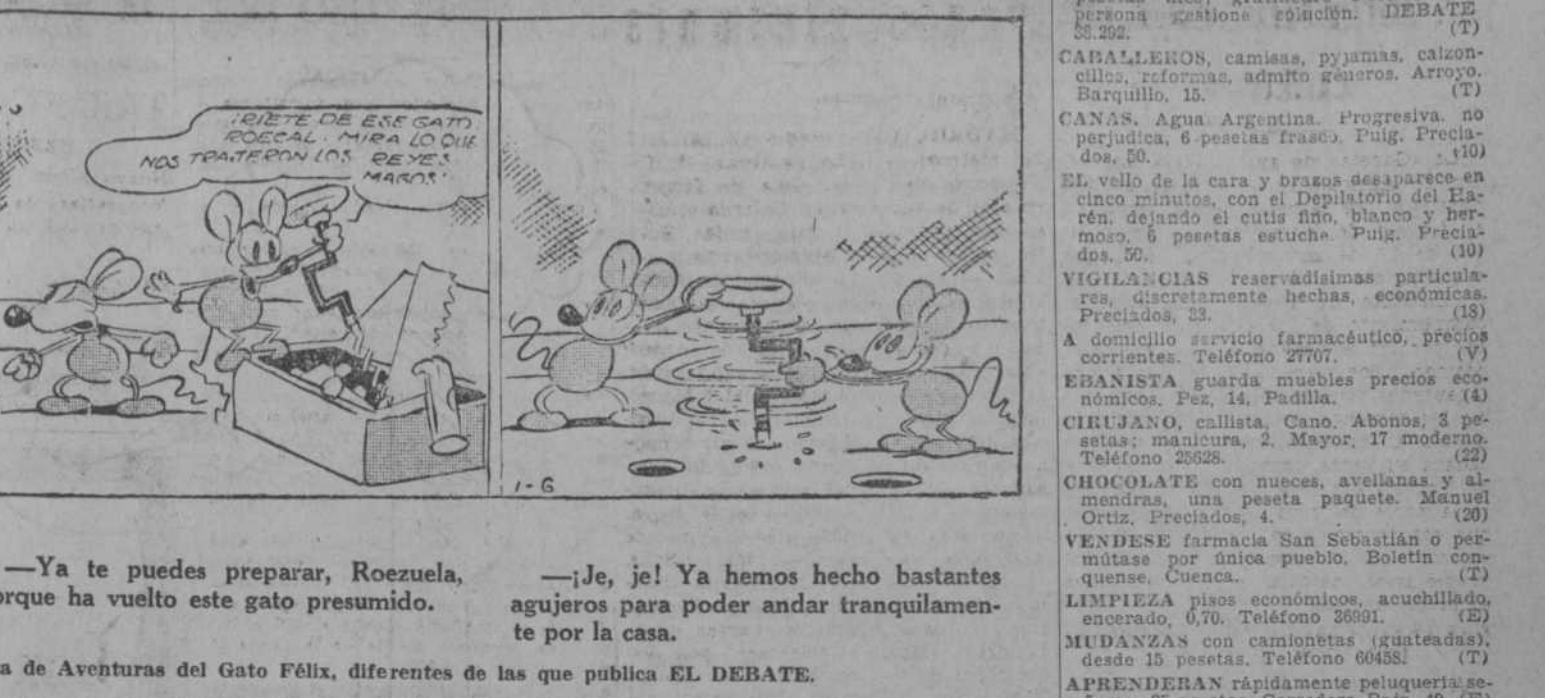 ¡RIETE DE ESE GATO
ROECAL. MIRA LO QUE
NOS TRAJERON LOS REYES
MAGOS!
1-6
—Ya te puedes preparar, Roezuela,
orque ha vuelto este gato presumido.
—¡Je, je! Ya hemos hecho bastantes
agujeros para poder andar tranquilamen-
te por la casa.
a de Aventuras del Gato Félix, diferentes de las que publica EL DEBATE.
persona gestione solución. DEBATE
38.292. (T)
CABALLEROS, camisas, pyjamas, calzon-
cillos, reformas, admito géneros. Arroyo.
Barquillo, 15. (T)
CANAS. Agua Argentina. Progresiva, no
perjudica, 6 pesetas frasco. Puig. Precia-
dos, 50. (10)
EL vello de la cara y brazos desaparece en
cinco minutos, con el Depilatorio del Ha-
rén, dejando el cutis fino, blanco y her-
moso, 6 pesetas estuche. Puig. Precia-
dos, 50. (10)
VIGILANCIAS reservadísimas particula-
res, discretamente hechas, económicas.
Preciados, 33. (18)
A domicilio servicio farmacéutico, precios
corrientes. Teléfono 27707. (V)
EBANISTA guarda muebles precios eco-
nómicos. Pez, 14, Padilla. (4)
CIRUJANO, callista, Cano. Abonos, 3 pe-
setas; manicura, 2. Mayor, 17 moderno.
Teléfono 25628. (22)
CHOCOLATE con nueces, avellanas y al-
mendras, una peseta paquete. Manuel
Ortiz, Preciados, 4. (20)
VENDESE farmacia San Sebastián o per-
mútase por única pueblo. Boletín con-
quense, Cuenca. (T)
LIMPIEZA pisos económicos, acuchillado,
encerado, 0,70. Teléfono 36991. (E)
MUDANZAS con camionetas (guateadas),
desde 15 pesetas. Teléfono 60458. (T)
APRENDERAN rápidamente peluquería se-